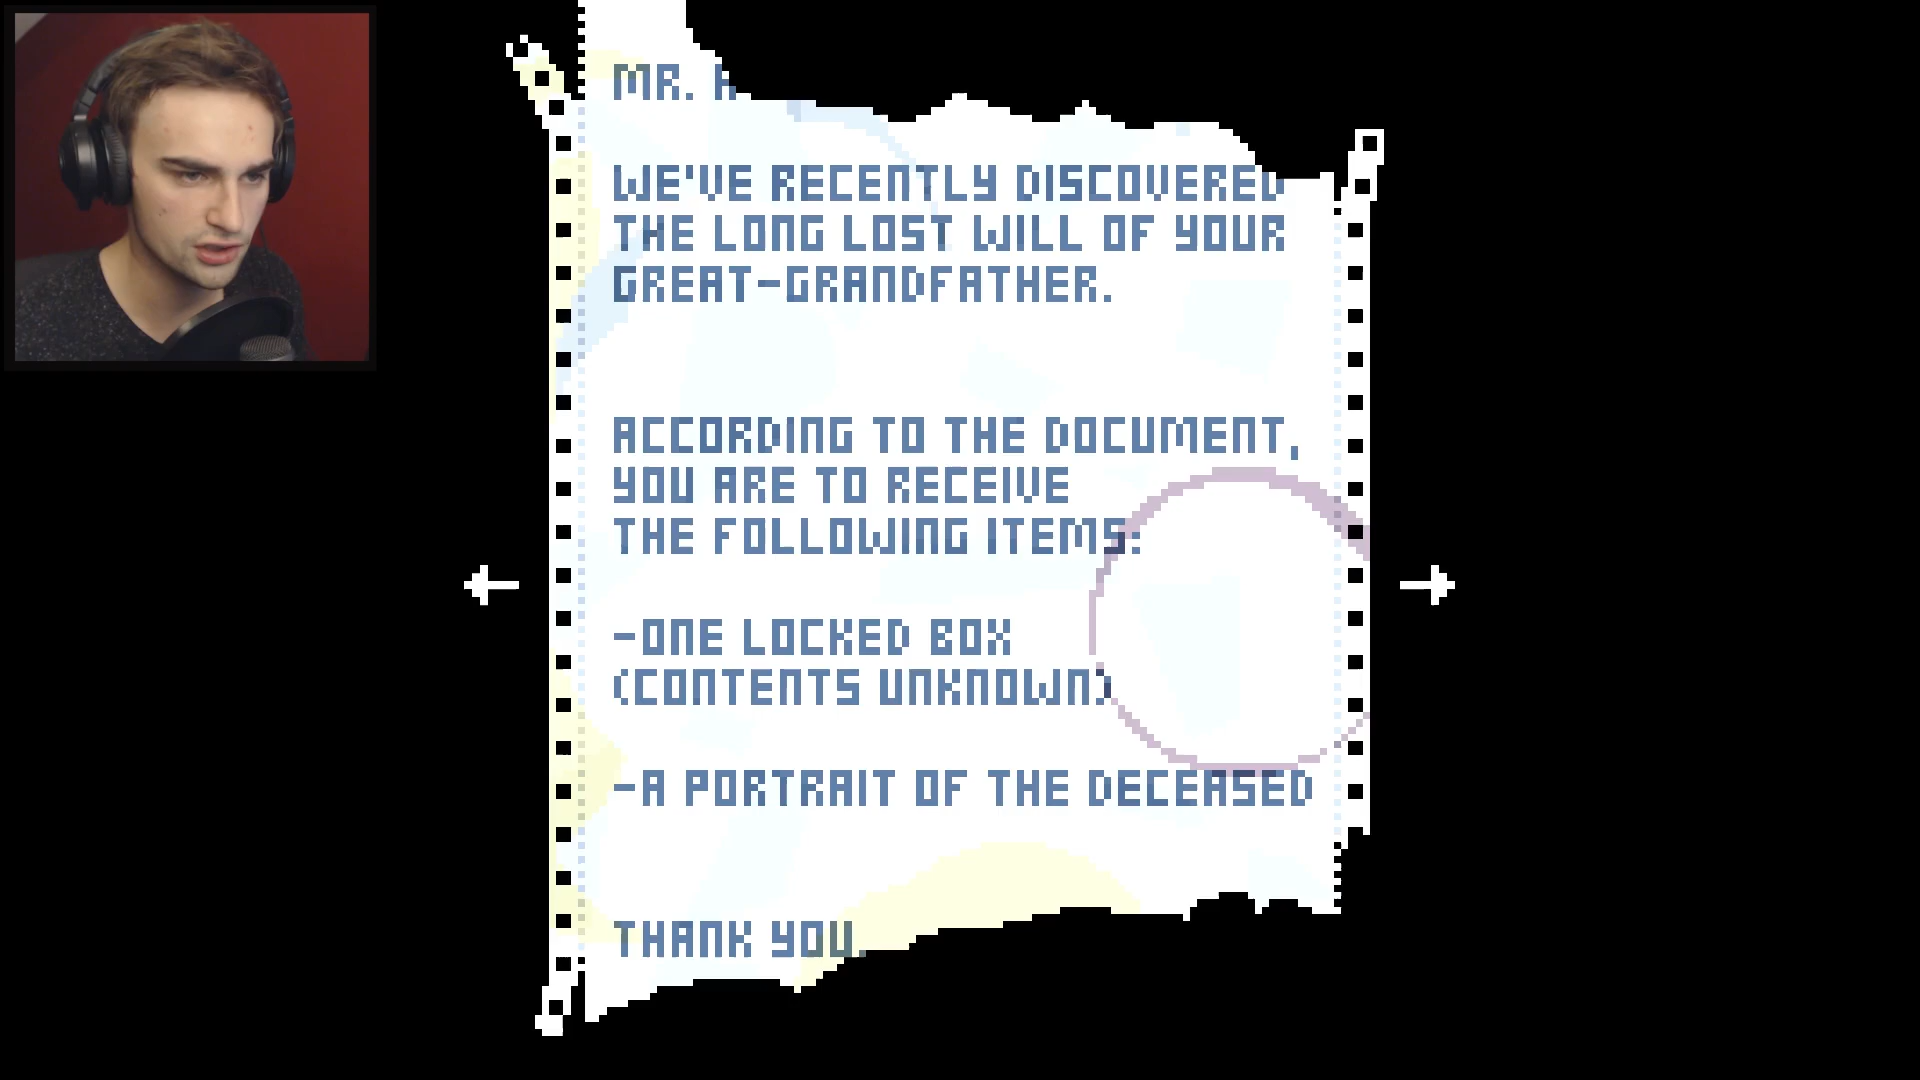 MR.
WE'VE RECENTLY DISCOVERED
THE LONG LOST WILL OF YOUR
GREAT-GRANDFATHER.
ACCORDING TO THE DOCUMENT,
YOU ARE TO RECEIVE
THE FOLLOWING ITEMS:
-ONE LOCKED BOX
(CONTENTS UNKNOWN)
-A PORTRAIT OF THE DECEASED
THANK YOU.